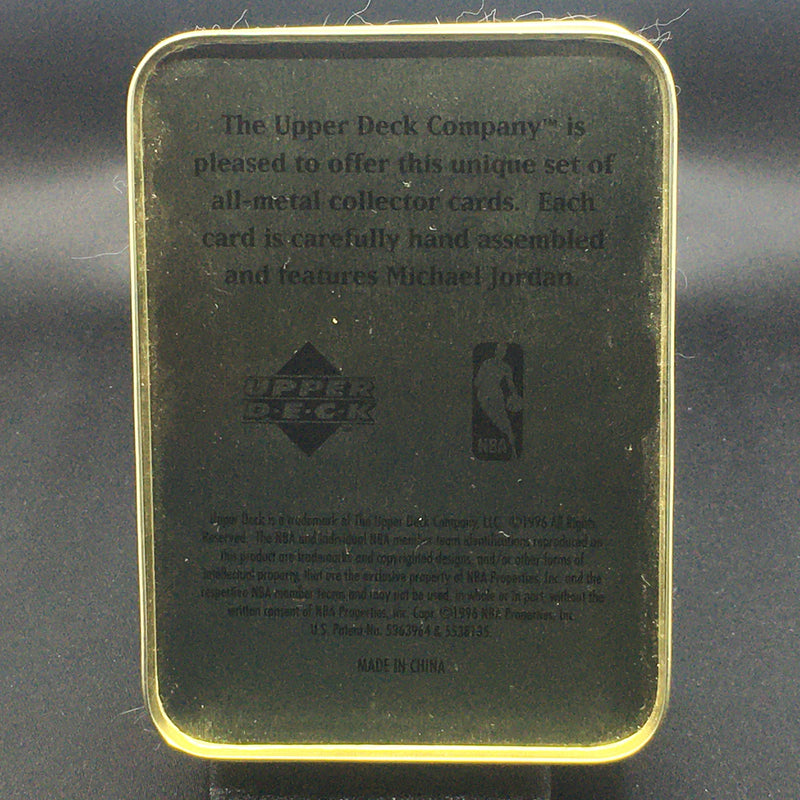 The Upper Deck Company™ is
pleased to offer this unique set of
all-metal collector cards. Each
card is carefully hand assembled
and features Michael Jordan.
UPPER
D·E·C·K
NBA
Upper Deck is a trademark of The Upper Deck Company, LLC. ©1996 All Rights
Reserved. The NBA and individual NBA member team identifications reproduced on
this product are trademarks and copyrighted designs, and/or other forms of
intellectual property, that are the exclusive property of NBA Properties, Inc. and the
respective NBA member teams and may not be used, in whole or in part, without the
written consent of NBA Properties, Inc. Copr. ©1996 NBA Properties, Inc.
U.S. Patent No. 5363964 & 5538135
MADE IN CHINA